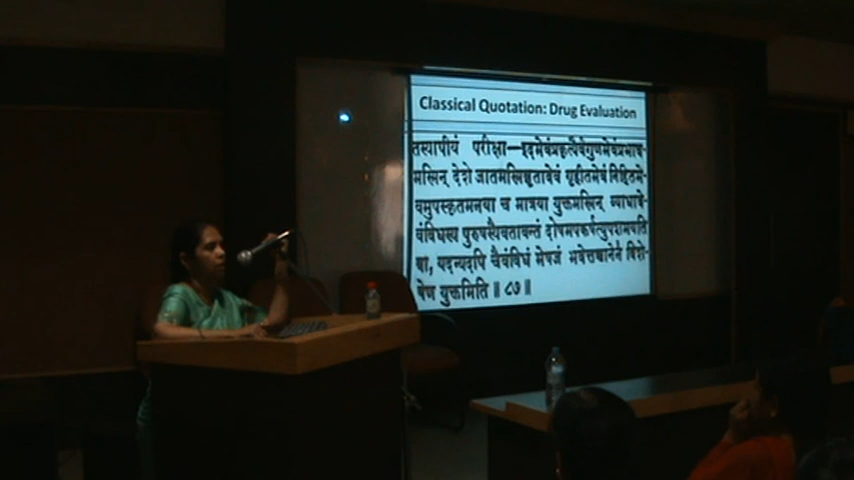 Classical Quotation: Drug Evaluation
तस्यापीयं परीक्षा—इदमेवंप्रकृत्यैवंगुणमेवंप्रभाव-
मस्मिन् देशे जातमस्मिन्नृतावेवं गृहीतमेवं निहितमे-
वमुपस्कृतमनया च मात्रया युक्तमस्मिन् व्याधावे-
वंविधस्य पुरुषस्यैवतावन्तं दोषमपकर्षत्युपशमयति
वा, यदन्यदपि चैवंविधं भेषजं भवेत्तच्चानेन विशे-
षेण युक्तमिति ॥ ८७ ॥